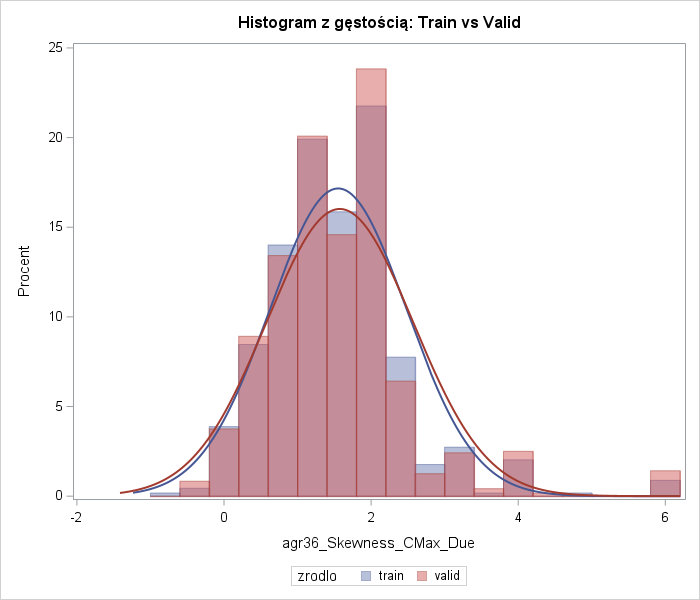 Histogram z gęstością: Train vs Valid
25
20
15
10
5
0
Procent
-2 0 2 4 6
agr36_Skewness_CMax_Due
zrodlo train valid